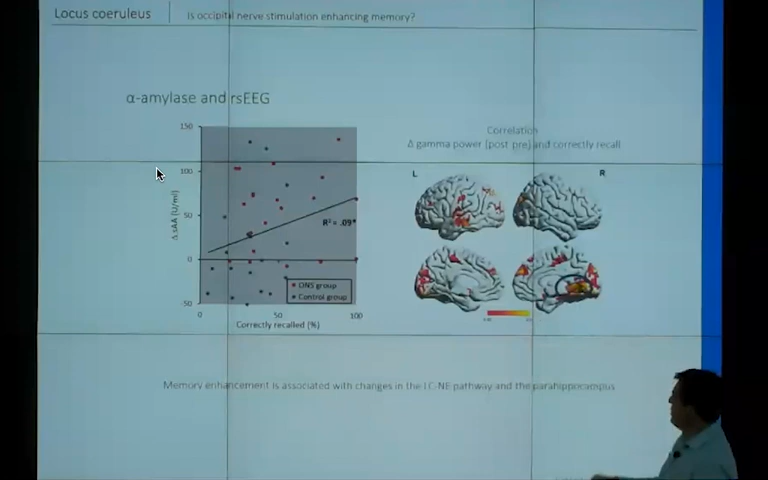 Locus coeruleus
Is occipital nerve stimulation enhancing memory?
α-amylase and rsEEG
Correlation
Δ gamma power (post pre) and correctly recall
150
100
50
0
50
Δ sAA (U/ml)
R² = .09*
ONS group
Control group
0
50
100
Correctly recalled (%)
L
R
Memory enhancement is associated with changes in the LC-NE pathway and the parahippocampus